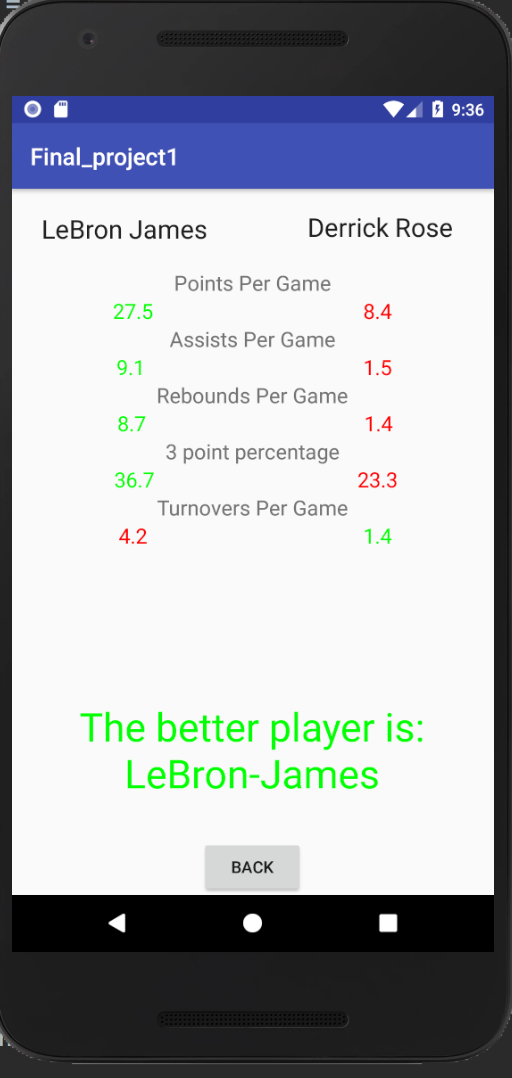 9:36
Final_project1
LeBron James Derrick Rose
Points Per Game
27.5 8.4
Assists Per Game
9.1 1.5
Rebounds Per Game
8.7 1.4
3 point percentage
36.7 23.3
Turnovers Per Game
4.2 1.4
The better player is:
LeBron-James
BACK